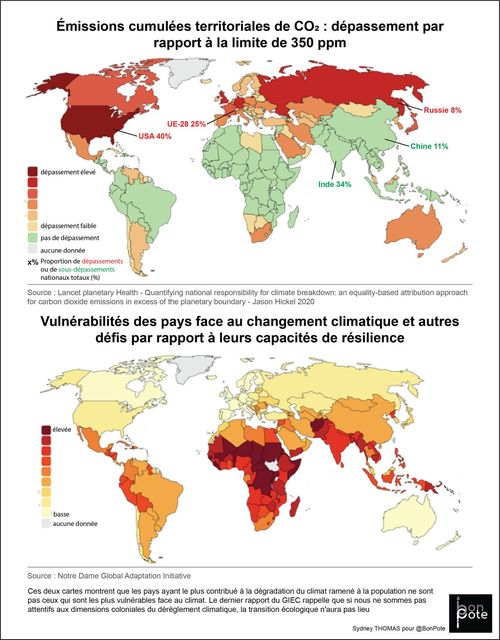 Émissions cumulées territoriales de CO₂ : dépassement par
rapport à la limite de 350 ppm
Russie 8%
UE-28 25%
USA 40%
Chine 11%
Inde 34%
dépassement élevé
dépassement faible
pas de dépassement
aucune donnée
x% Proportion de dépassements
ou de sous-dépassements
nationaux totaux (%)
Source : Lancet planetary Health - Quantifying national responsibility for climate breakdown: an equality-based attribution approach
for carbon dioxide emissions in excess of the planetary boundary - Jason Hickel 2020
Vulnérabilités des pays face au changement climatique et autres
défis par rapport à leurs capacités de résilience
élevée
basse
aucune donnée
Source : Notre Dame Global Adaptation Initiative
Ces deux cartes montrent que les pays ayant le plus contribué à la dégradation du climat ramené à la population ne sont
pas ceux qui sont les plus vulnérables face au climat. Le dernier rapport du GIEC rappelle que si nous ne sommes pas
attentifs aux dimensions coloniales du dérèglement climatique, la transition écologique n'aura pas lieu
bon
pote
Sydney THOMAS pour @BonPote